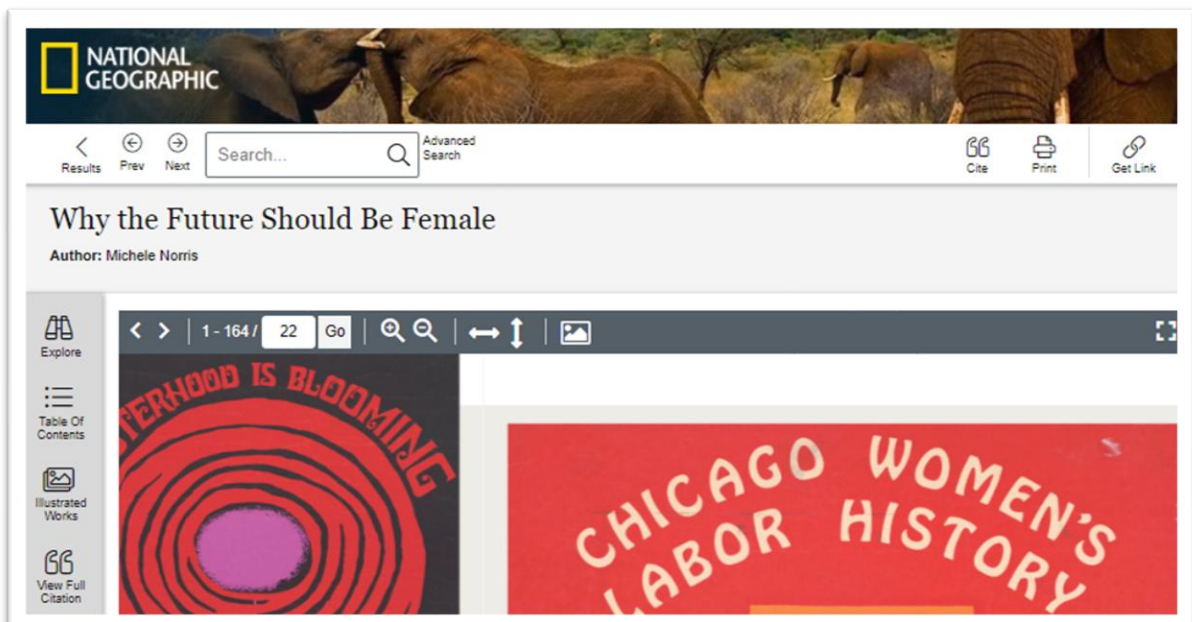 NATIONAL
GEOGRAPHIC
Results
Prev
Next
Search...
Advanced
Search
Cite
Print
Get Link
Why the Future Should Be Female
Author: Michele Norris
Explore
Table Of
Contents
Illustrated
Works
View Full
Citation
1 - 164 / 22 Go
TERHOOD IS BLOOMING
CHICAGO WOMEN'S
LABOR HISTORY